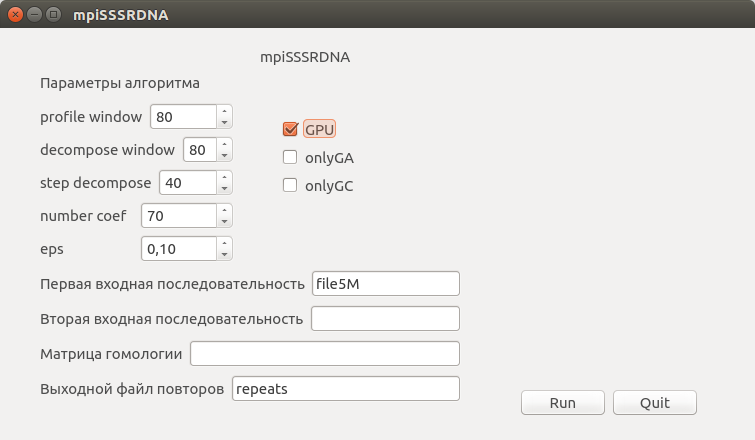 mpiSSSRDNA
mpiSSSRDNA
Параметры алгоритма
profile window 80
decompose window 80
step decompose 40
number coef 70
eps 0,10
GPU
onlyGA
onlyGC
Первая входная последовательность file5M
Вторая входная последовательность
Матрица гомологии
Выходной файл повторов repeats
Run Quit